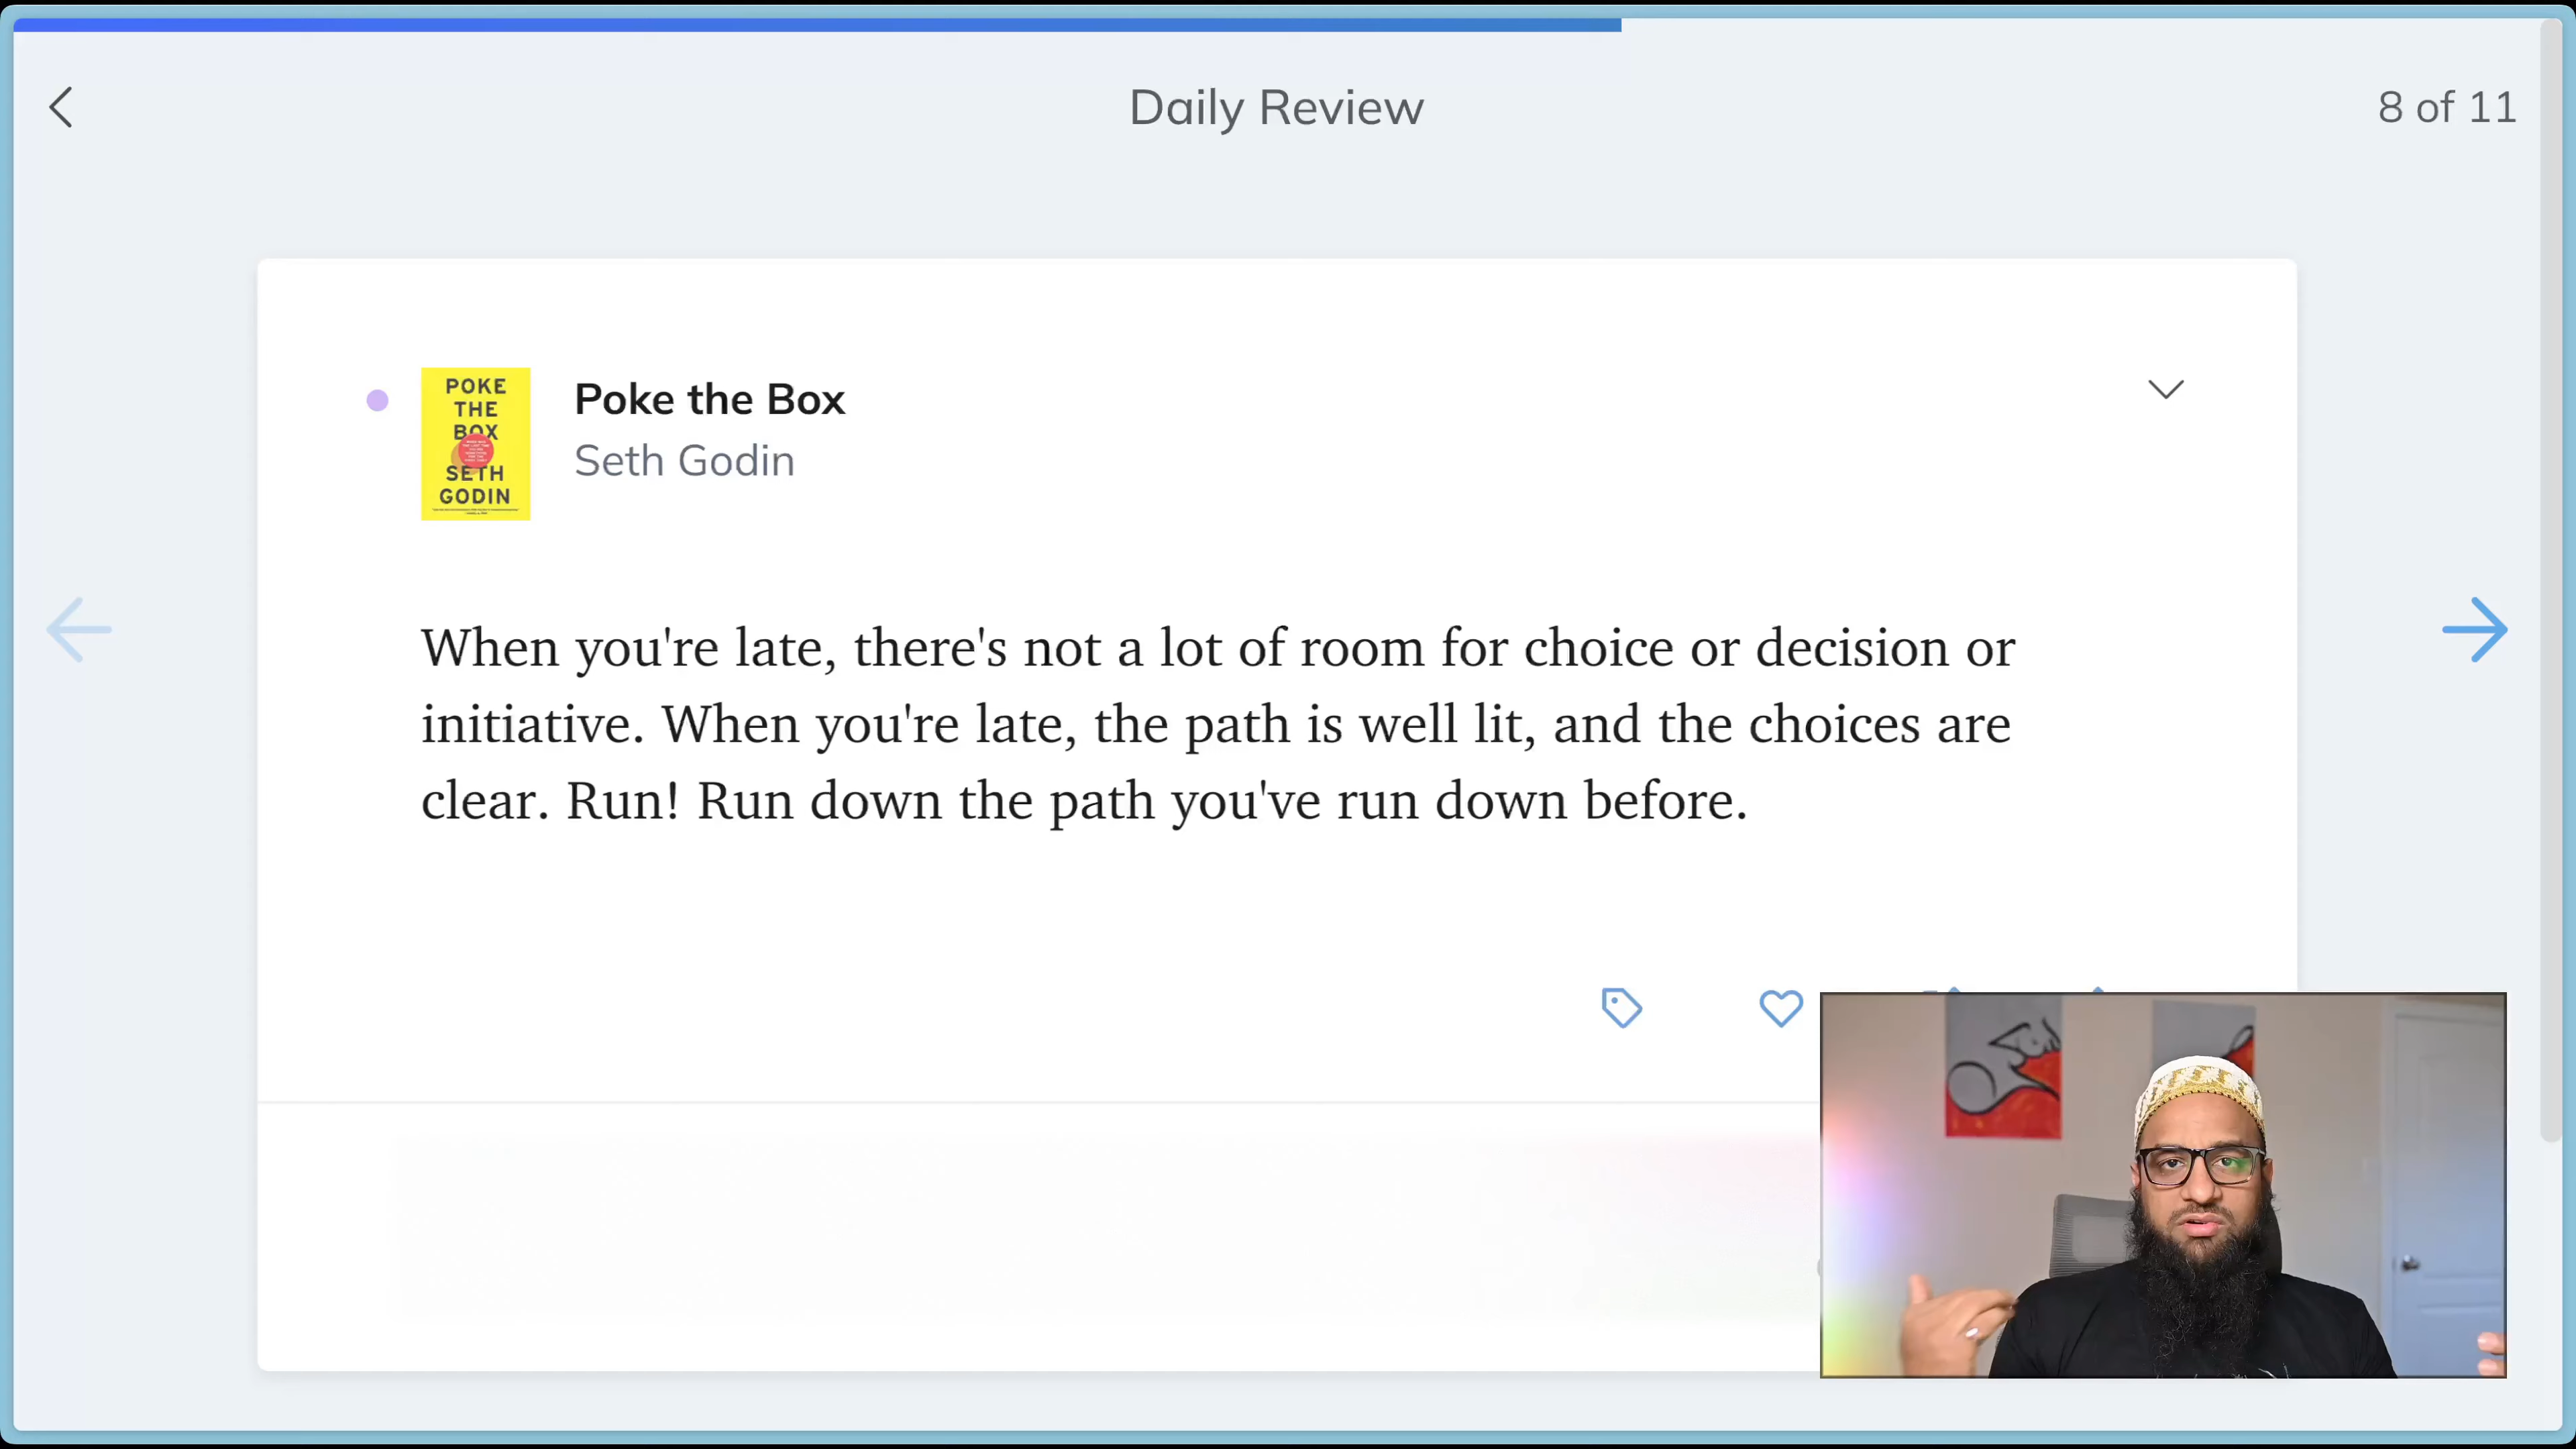 Daily Review
8 of 11
POKE
THE
BOX
SETH
GODIN
Poke the Box
Seth Godin
When you're late, there's not a lot of room for choice or decision or
initiative. When you're late, the path is well lit, and the choices are
clear. Run! Run down the path you've run down before.